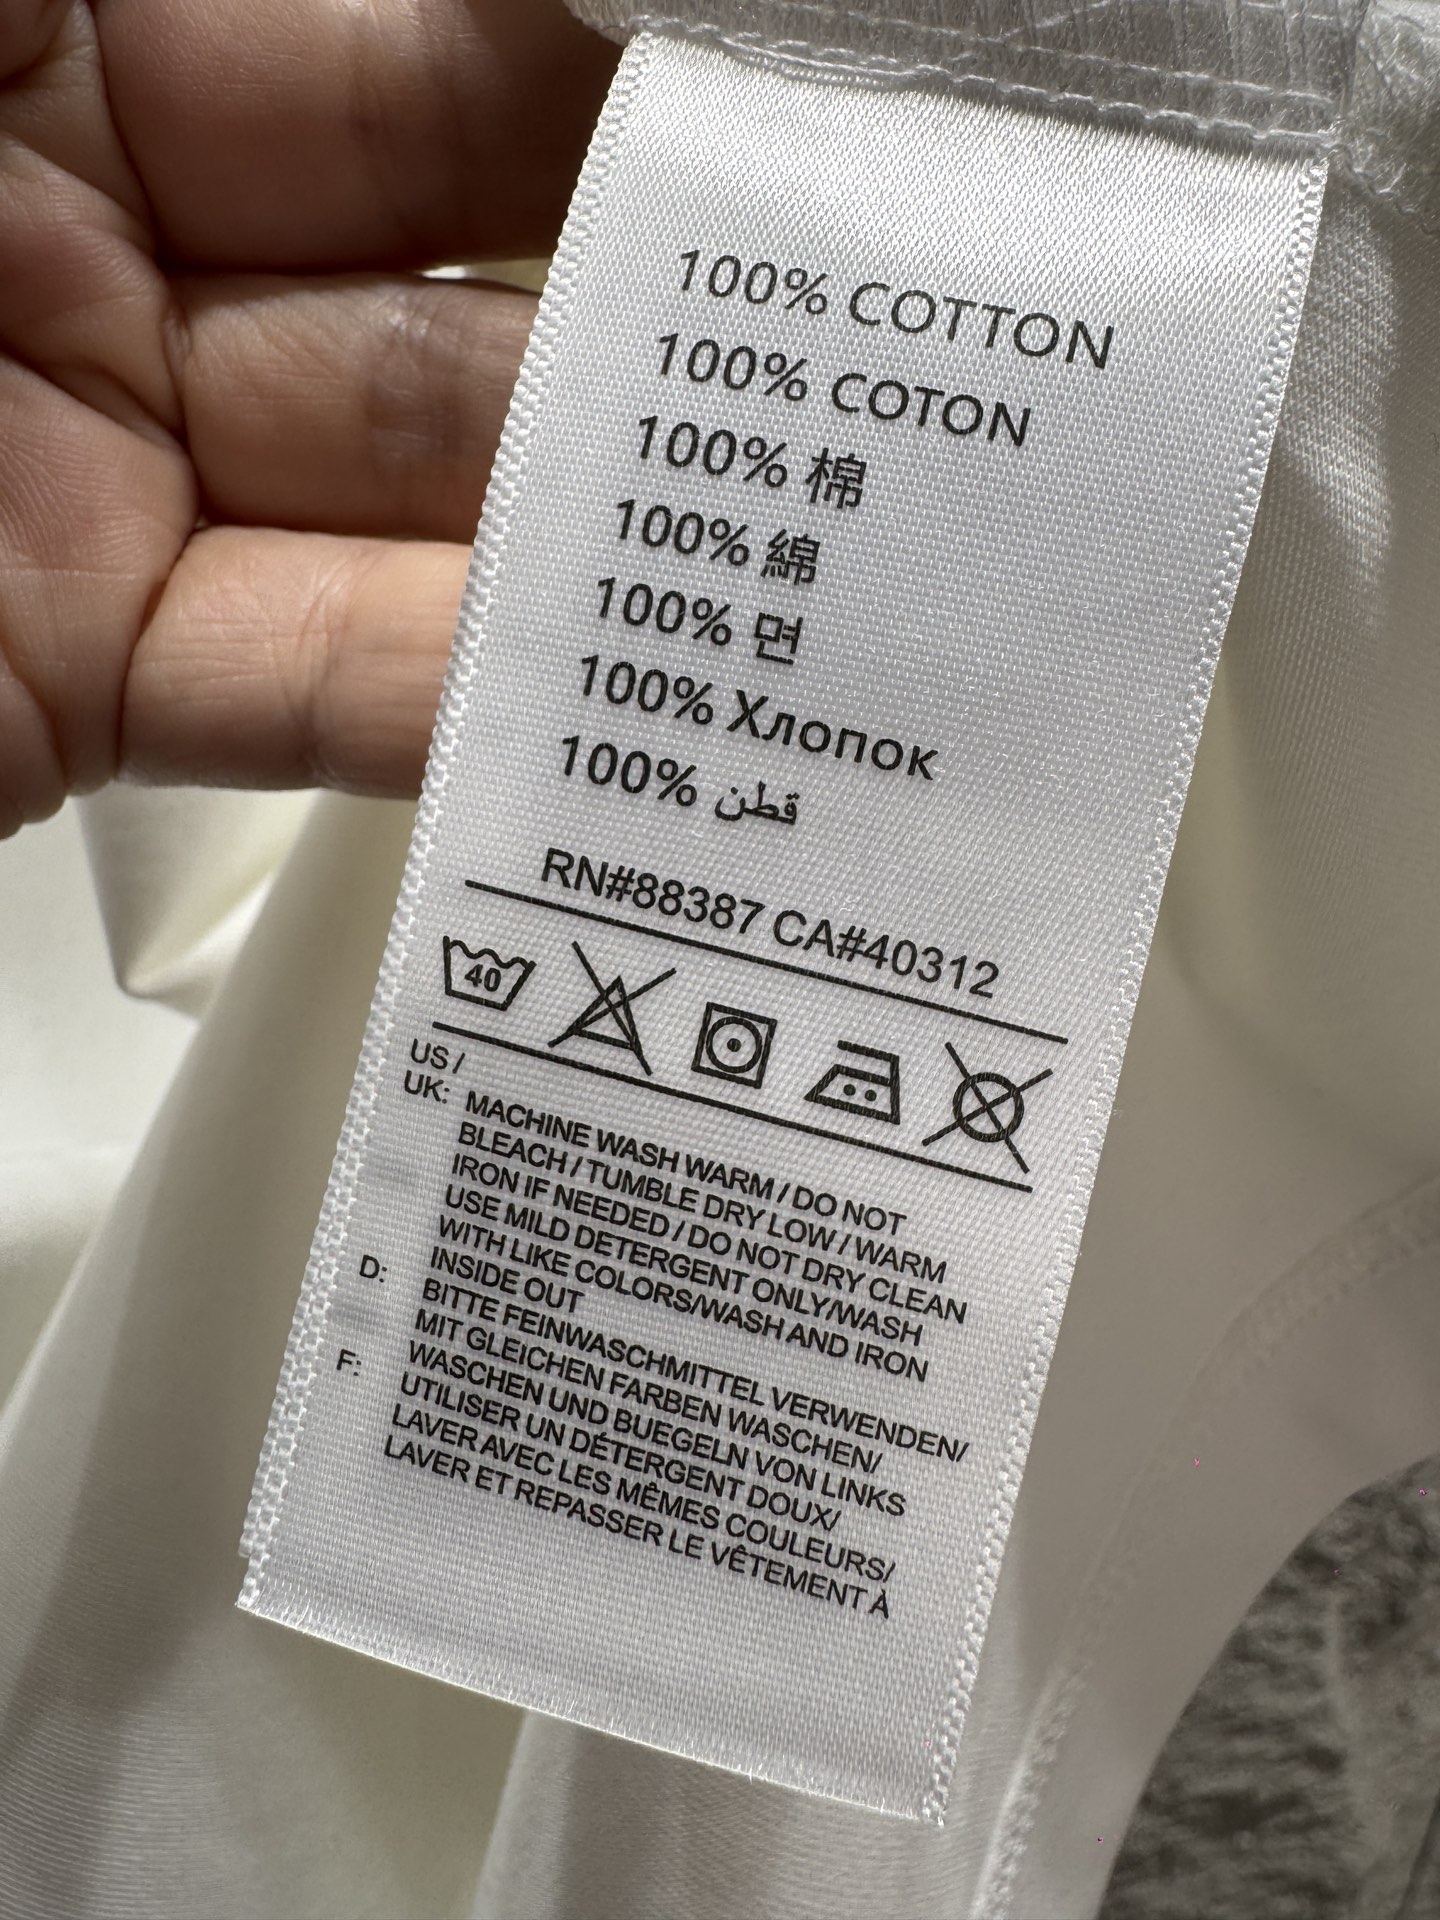 100% COTTON
100% COTON
100% 棉
100% 綿
100% 면
100% Хлопок
100% قطن
RN#88387 CA#40312
40
US /
UK: MACHINE WASH WARM / DO NOT
BLEACH / TUMBLE DRY LOW / WARM
IRON IF NEEDED / DO NOT DRY CLEAN
USE MILD DETERGENT ONLY/WASH
WITH LIKE COLORS/WASH AND IRON
INSIDE OUT
D: BITTE FEINWASCHMITTEL VERWENDEN/
MIT GLEICHEN FARBEN WASCHEN/
WASCHEN UND BUEGELN VON LINKS
F: UTILISER UN DÉTERGENT DOUX/
LAVER AVEC LES MÊMES COULEURS/
LAVER ET REPASSER LE VÊTEMENT À